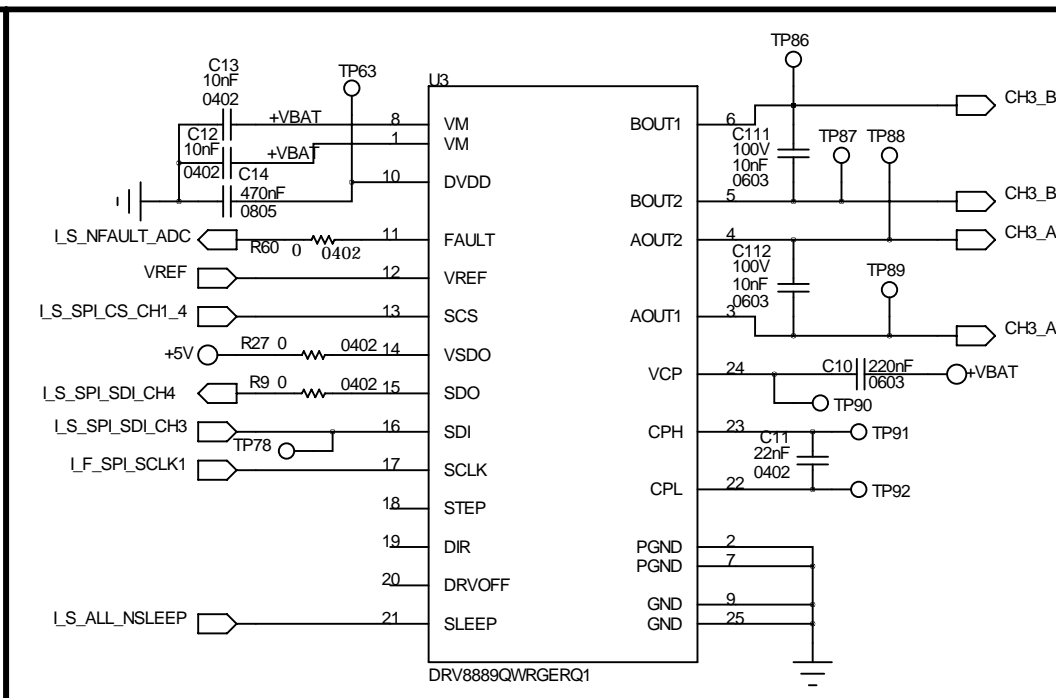 TP86
C13
10nF
0402
TP63
U3
+VBAT
8
VM
BOUT1
6
CH3_B
C12
10nF
0402
+VBAT
1
VM
C111
100V
10nF
0603
TP87
TP88
C14
470nF
0805
10
DVDD
BOUT2
5
CH3_B
I_S_NFAULT_ADC
R60 0 0402
11
FAULT
AOUT2
4
CH3_A
VREF
12
VREF
C112
100V
10nF
0603
TP89
I_S_SPI_CS_CH1_4
13
SCS
AOUT1
3
CH3_A
+5V
R27 0 0402
14
VSDO
VCP
24
C10
220nF
0603
+VBAT
I_S_SPI_SDI_CH4
R9 0 0402
15
SDO
TP90
I_S_SPI_SDI_CH3
TP78
16
SDI
CPH
23
C11
22nF
0402
TP91
I_F_SPI_SCLK1
17
SCLK
CPL
22
TP92
18
STEP
19
DIR
PGND
2
PGND
7
20
DRVOFF
GND
9
I_S_ALL_NSLEEP
21
SLEEP
GND
25
DRV8889QWRGERQ1